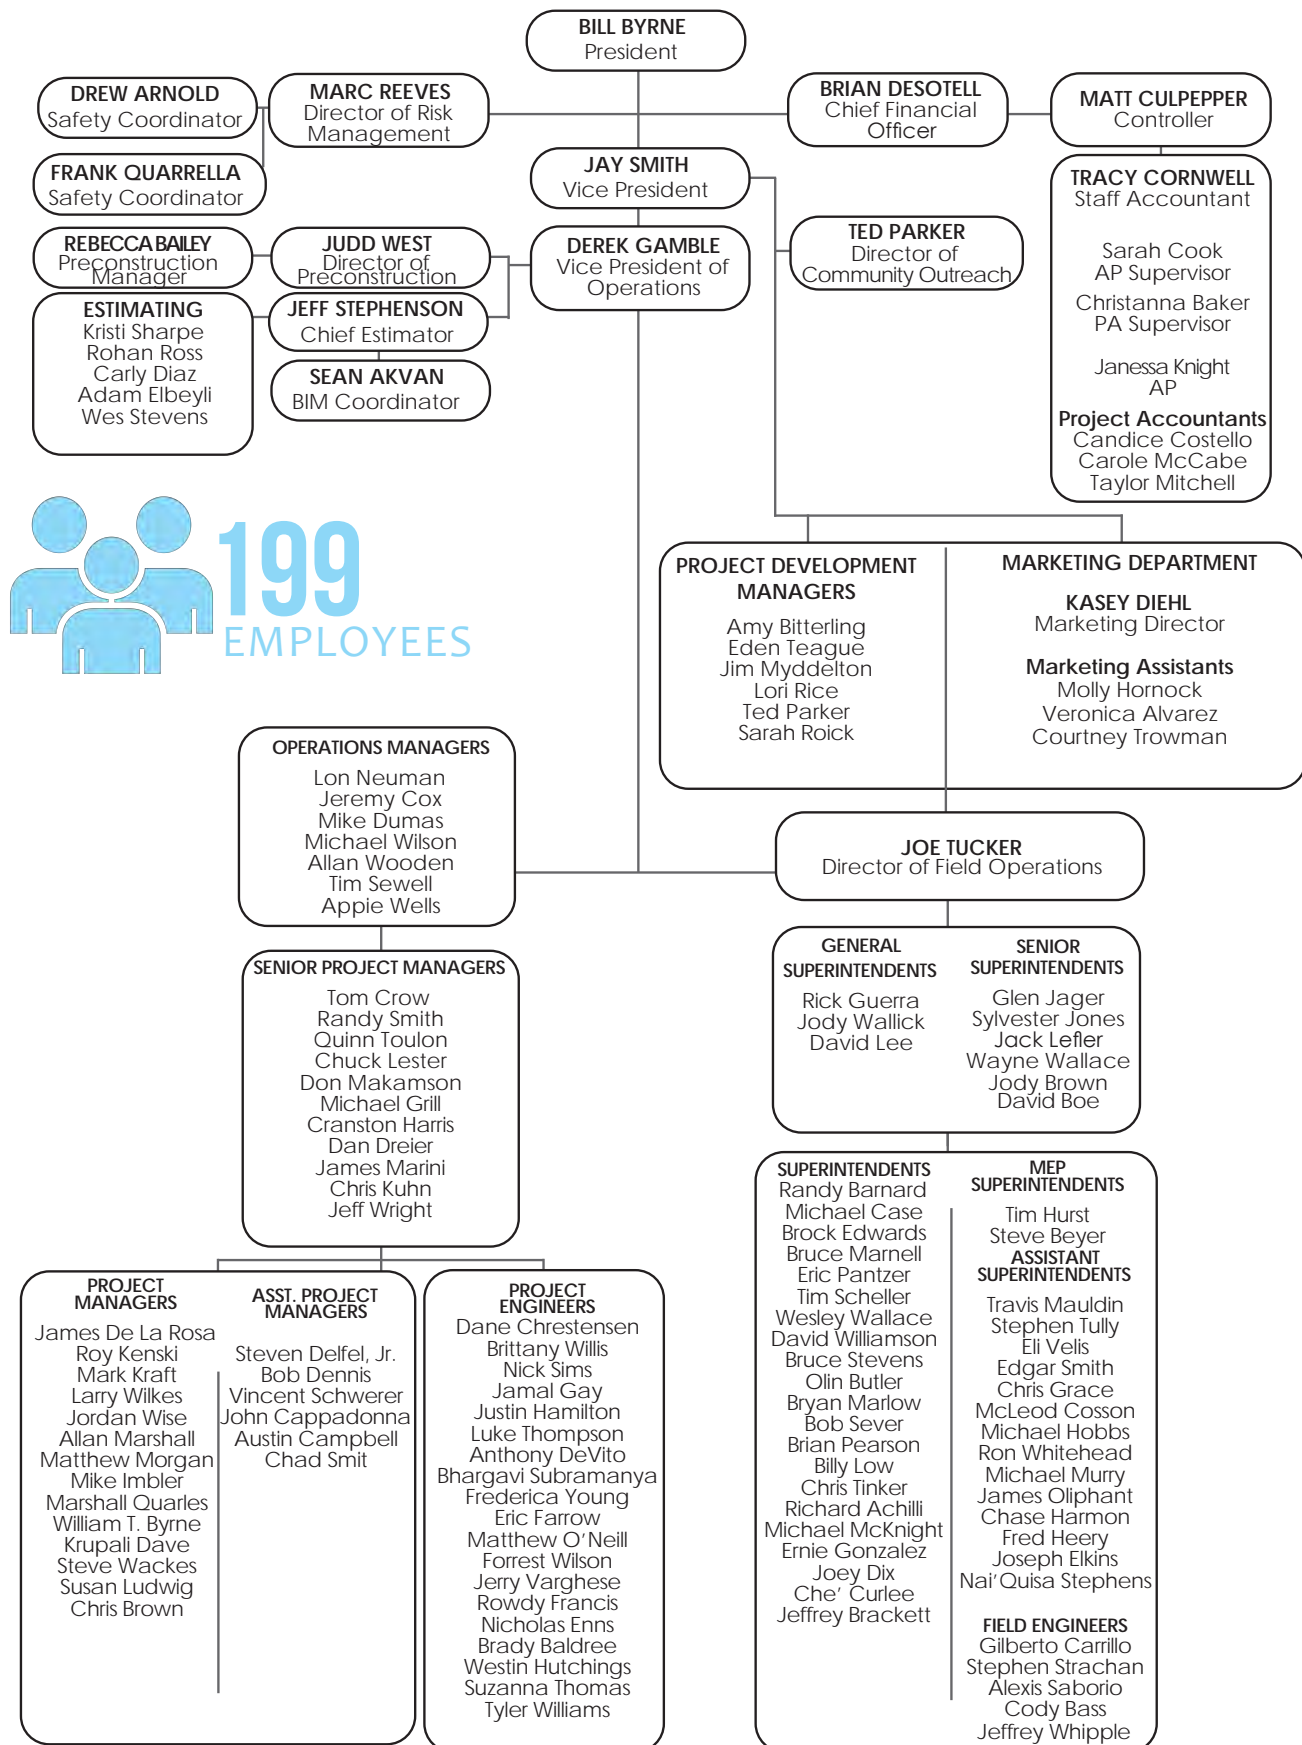 BILL BYRNE
President
DREW ARNOLD
Safety Coordinator
MARC REEVES
Director of Risk
Management
BRIAN DESOTELL
Chief Financial
Officer
MATT CULPEPPER
Controller
FRANK QUARRELLA
Safety Coordinator
JAY SMITH
Vice President
TRACY CORNWELL
Staff Accountant
Sarah Cook
AP Supervisor
Christanna Baker
PA Supervisor
Janessa Knight
AP
Project Accountants
Candice Costello
Carole McCabe
Taylor Mitchell
REBECCA BAILEY
Preconstruction
Manager
JUDD WEST
Director of
Preconstruction
DEREK GAMBLE
Vice President of
Operations
TED PARKER
Director of
Community Outreach
ESTIMATING
Kristi Sharpe
Rohan Ross
Carly Diaz
Adam Elbeyli
Wes Stevens
JEFF STEPHENSON
Chief Estimator
SEAN AKVAN
BIM Coordinator
199
EMPLOYEES
PROJECT DEVELOPMENT
MANAGERS
Amy Bitterling
Eden Teague
Jim Myddelton
Lori Rice
Ted Parker
Sarah Roick
MARKETING DEPARTMENT
KASEY DIEHL
Marketing Director
Marketing Assistants
Molly Hornock
Veronica Alvarez
Courtney Trowman
OPERATIONS MANAGERS
Lon Neuman
Jeremy Cox
Mike Dumas
Michael Wilson
Allan Wooden
Tim Sewell
Appie Wells
JOE TUCKER
Director of Field Operations
SENIOR PROJECT MANAGERS
Tom Crow
Randy Smith
Quinn Toulon
Chuck Lester
Don Makamson
Michael Grill
Cranston Harris
Dan Dreier
James Marini
Chris Kuhn
Jeff Wright
GENERAL
SUPERINTENDENTS
Rick Guerra
Jody Wallick
David Lee
SENIOR
SUPERINTENDENTS
Glen Jager
Sylvester Jones
Jack Lefler
Wayne Wallace
Jody Brown
David Boe
PROJECT
MANAGERS
James De La Rosa
Roy Kenski
Mark Kraft
Larry Wilkes
Jordan Wise
Allan Marshall
Matthew Morgan
Mike Imbler
Marshall Quarles
William T. Byrne
Krupali Dave
Steve Wackes
Susan Ludwig
Chris Brown
ASST. PROJECT
MANAGERS
Steven Delfel, Jr.
Bob Dennis
Vincent Schwerer
John Cappadonna
Austin Campbell
Chad Smit
PROJECT
ENGINEERS
Dane Chrestensen
Brittany Willis
Nick Sims
Jamal Gay
Justin Hamilton
Luke Thompson
Anthony DeVito
Bhargavi Subramanya
Frederica Young
Eric Farrow
Matthew O'Neill
Forrest Wilson
Jerry Varghese
Rowdy Francis
Nicholas Enns
Brady Baldree
Westin Hutchings
Suzanna Thomas
Tyler Williams
SUPERINTENDENTS
Randy Barnard
Michael Case
Brock Edwards
Bruce Marnell
Eric Pantzer
Tim Scheller
Wesley Wallace
David Williamson
Bruce Stevens
Olin Butler
Bryan Marlow
Bob Sever
Brian Pearson
Billy Low
Chris Tinker
Richard Achilli
Michael McKnight
Ernie Gonzalez
Joey Dix
Che' Curlee
Jeffrey Brackett
MEP
SUPERINTENDENTS
Tim Hurst
Steve Beyer
ASSISTANT
SUPERINTENDENTS
Travis Mauldin
Stephen Tully
Eli Velis
Edgar Smith
Chris Grace
McLeod Cosson
Michael Hobbs
Ron Whitehead
Michael Murry
James Oliphant
Chase Harmon
Fred Heery
Joseph Elkins
Nai'Quisa Stephens
FIELD ENGINEERS
Gilberto Carrillo
Stephen Strachan
Alexis Saborio
Cody Bass
Jeffrey Whipple